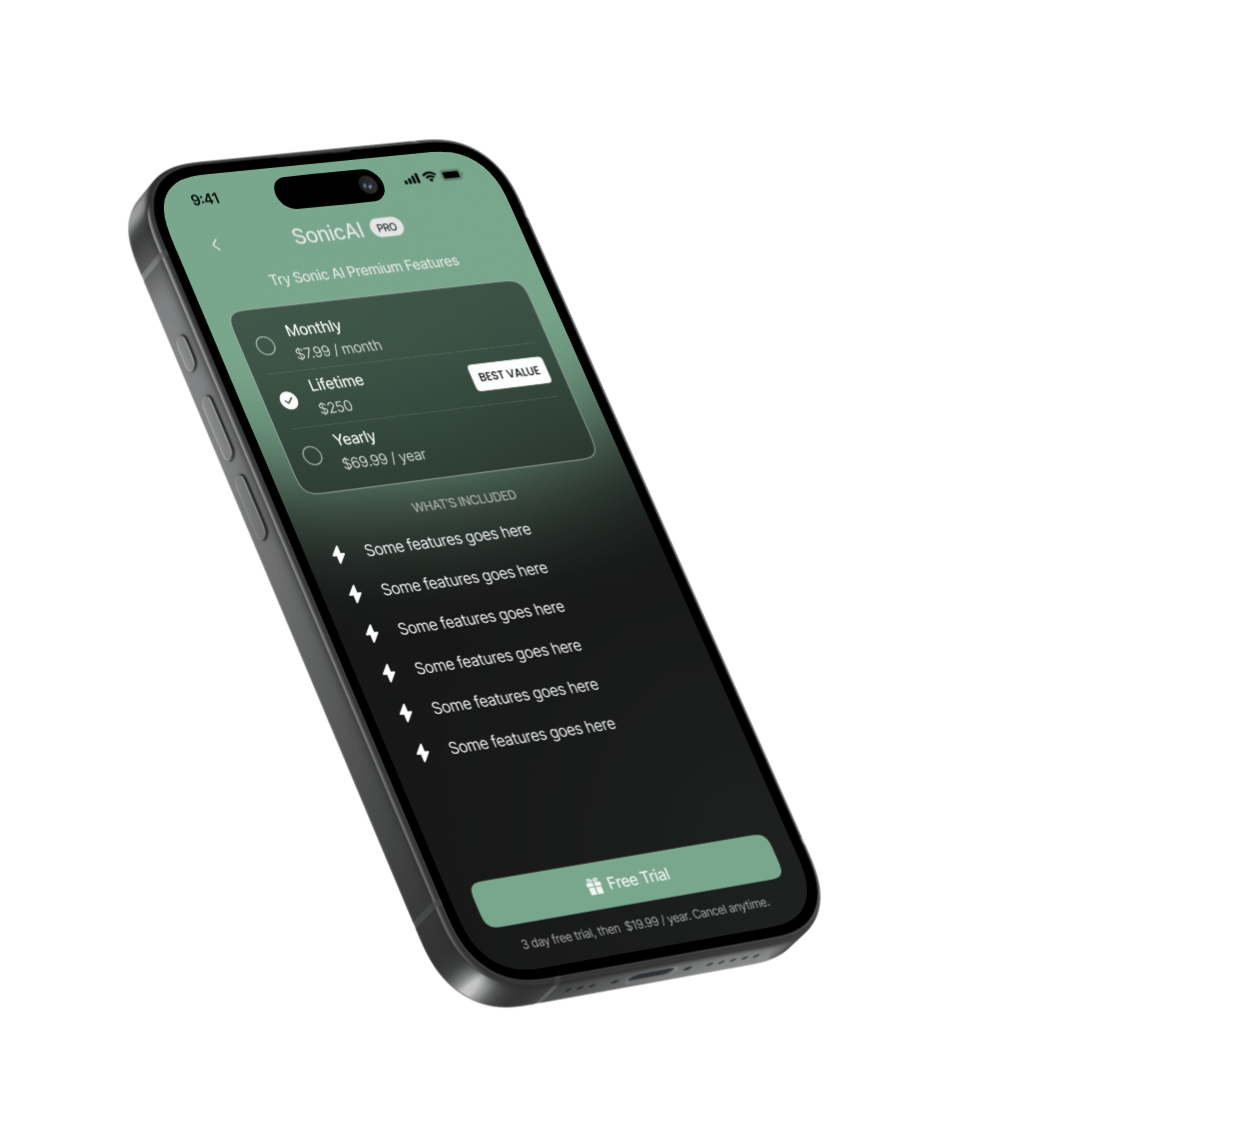 9:41
SonicAI PRO
Try Sonic AI Premium Features
Monthly
$7.99 / month
Lifetime
$250
BEST VALUE
Yearly
$69.99 / year
WHAT'S INCLUDED
Some features goes here
Some features goes here
Some features goes here
Some features goes here
Some features goes here
Some features goes here
Free Trial
3 day free trial, then $19.99 / year. Cancel anytime.